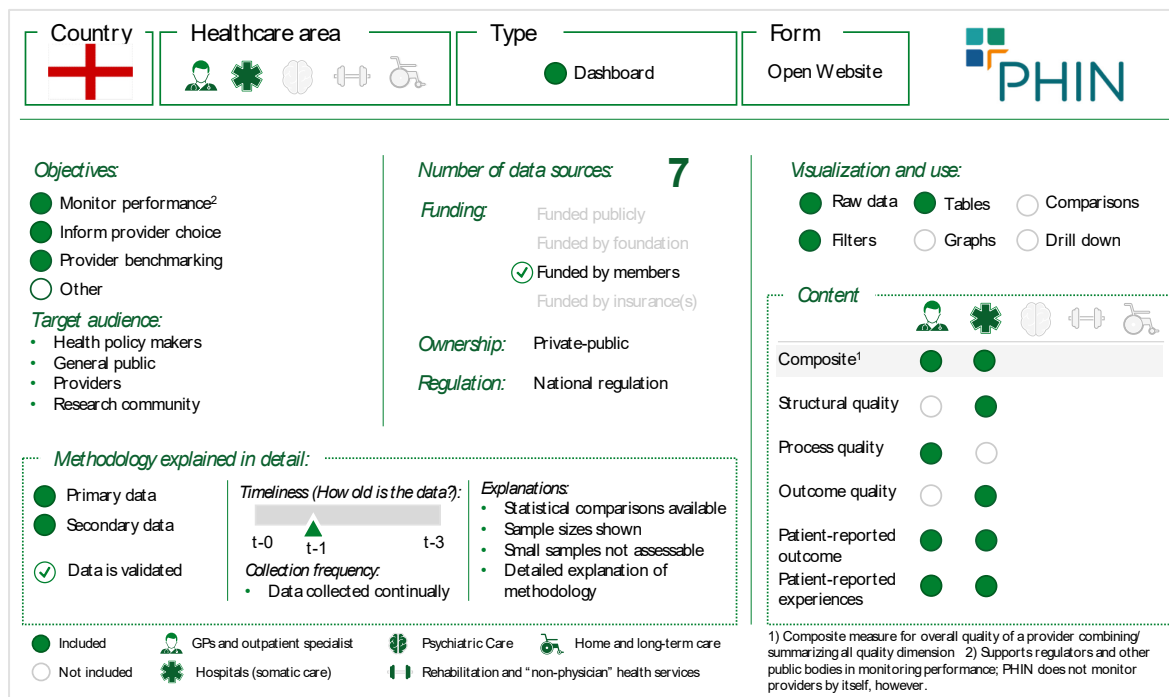 Country
Healthcare area
Type
Dashboard
Form
Open Website
PHIN
Objectives:
Monitor performance2
Inform provider choice
Provider benchmarking
Other
Target audience:
• Health policy makers
• General public
• Providers
• Research community
Number of data sources: 7
Funding:
Funded publicly
Funded by foundation
Funded by members
Funded by insurance(s)
Ownership: Private-public
Regulation: National regulation
Visualization and use:
Raw data Tables Comparisons
Filters Graphs Drill down
Content
Composite1
Structural quality
Process quality
Outcome quality
Patient-reported
outcome
Patient-reported
experiences
Methodology explained in detail:
Primary data
Secondary data
Data is validated
Timeliness (How old is the data?):
t-0 t-1 t-3
Collection frequency:
• Data collected continually
Explanations:
• Statistical comparisons available
• Sample sizes shown
• Small samples not assessable
• Detailed explanation of
methodology
Included
GPs and outpatient specialist
Psychiatric Care
Home and long-term care
Not included
Hospitals (somatic care)
Rehabilitation and “non-physician” health services
1) Composite measure for overall quality of a provider combining/
summarizing all quality dimension 2) Supports regulators and other
public bodies in monitoring performance; PHIN does not monitor
providers by itself, however.